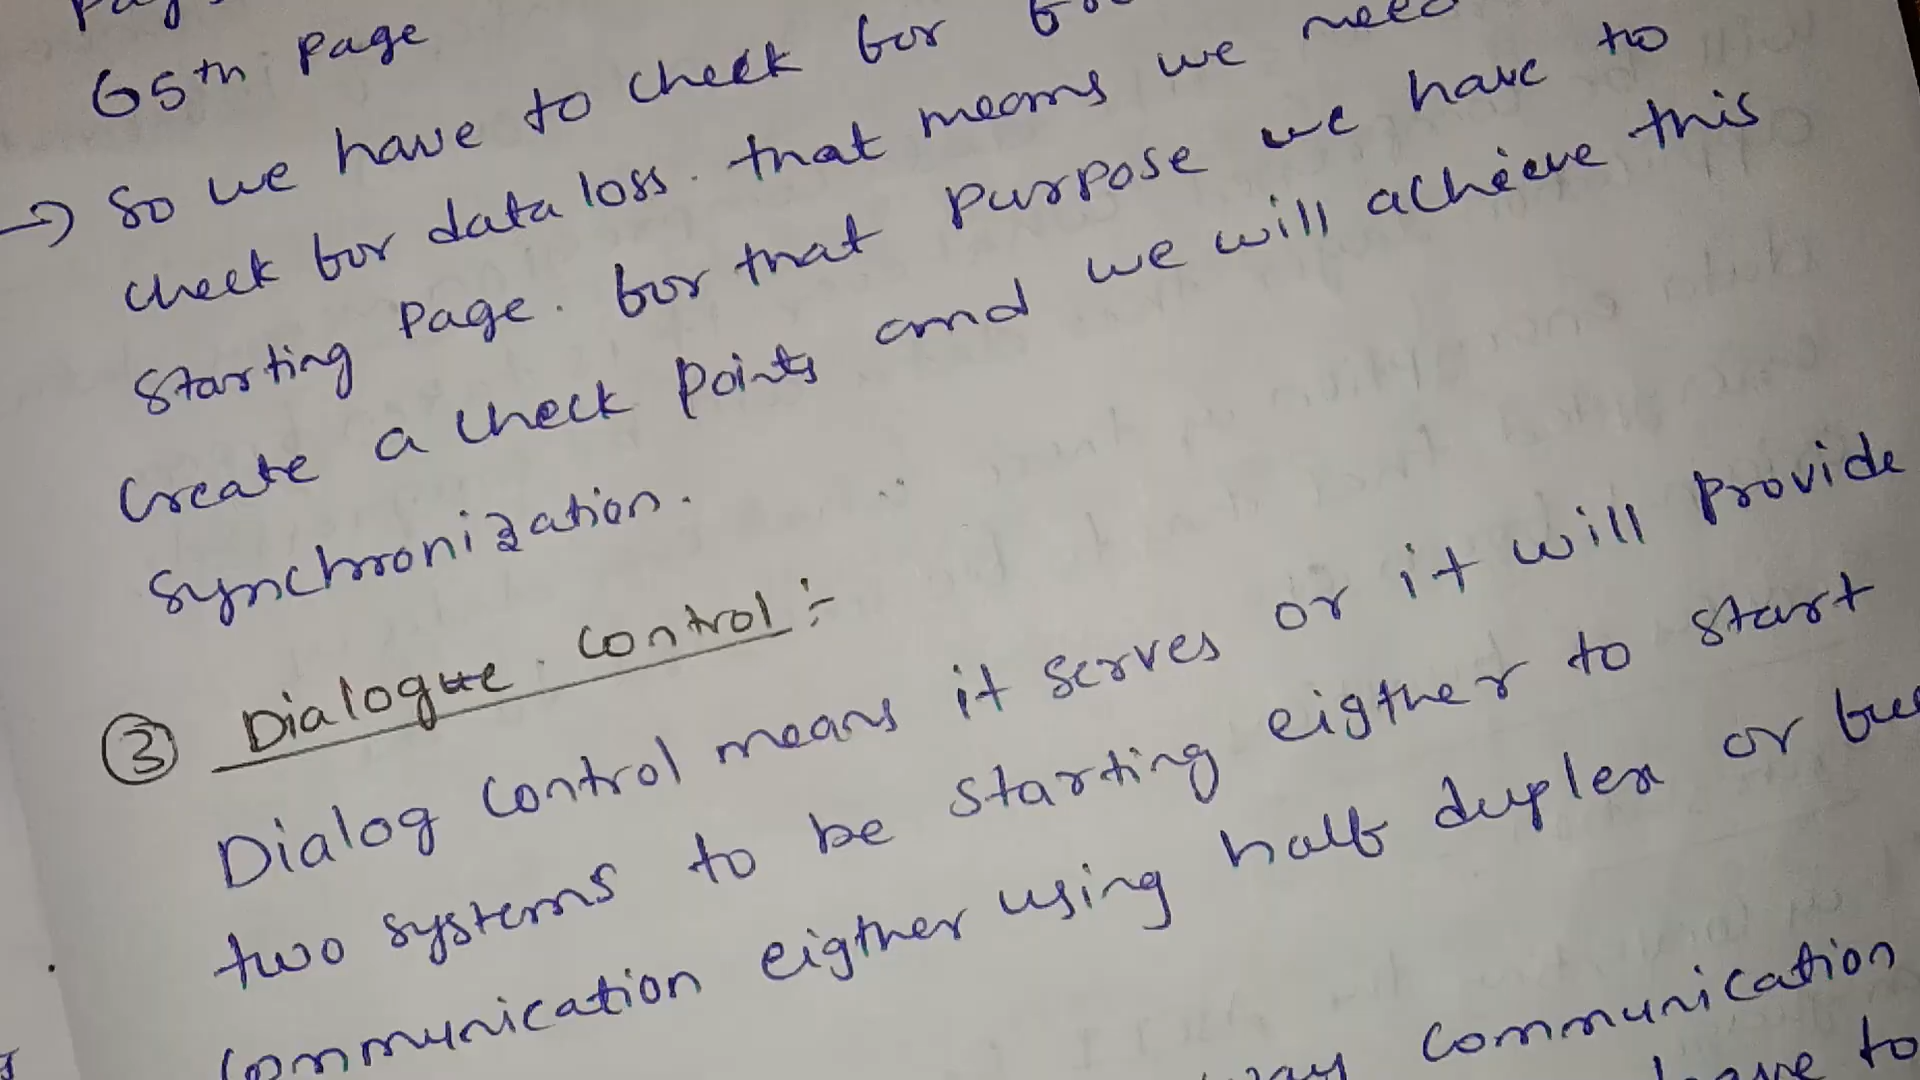 65th page
→ So we have to check for
check for data loss. that means we need
starting page. for that purpose we have to
create a check points and we will achieve this
synchronization.
③ Dialogue control :-
Dialog control means it serves or it will provide
two systems to be starting eigther to start
communication eigther using half duplex or
communication
to